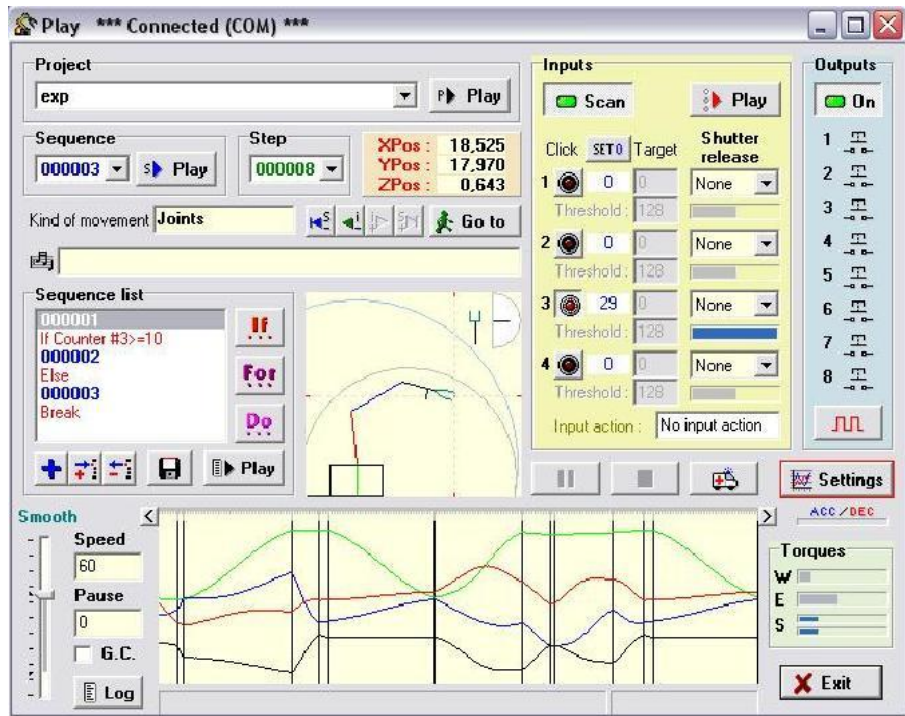 Play *** Connected (COM) ***
Project
exp
P Play
Sequence
000003
S Play
Step
000008
XPos : 18,525
YPos : 17,970
ZPos : 0,643
Kind of movement Joints
S
i
Go to
Sequence list
000001
If Counter #3>=10
000002
Else
000003
Break
If
...
For
...
Do
...
Play
Inputs
Scan
Play
Click SET 0 Target Shutter release
1 0 0 None
Threshold : 128
2 0 0 None
Threshold : 128
3 29 0 None
Threshold : 128
4 0 0 None
Threshold : 128
Input action : No input action
Outputs
On
1
2
3
4
5
6
7
8
Settings
ACC / DEC
Torques
W
E
S
Exit
Smooth
Speed
60
Pause
0
G.C.
Log